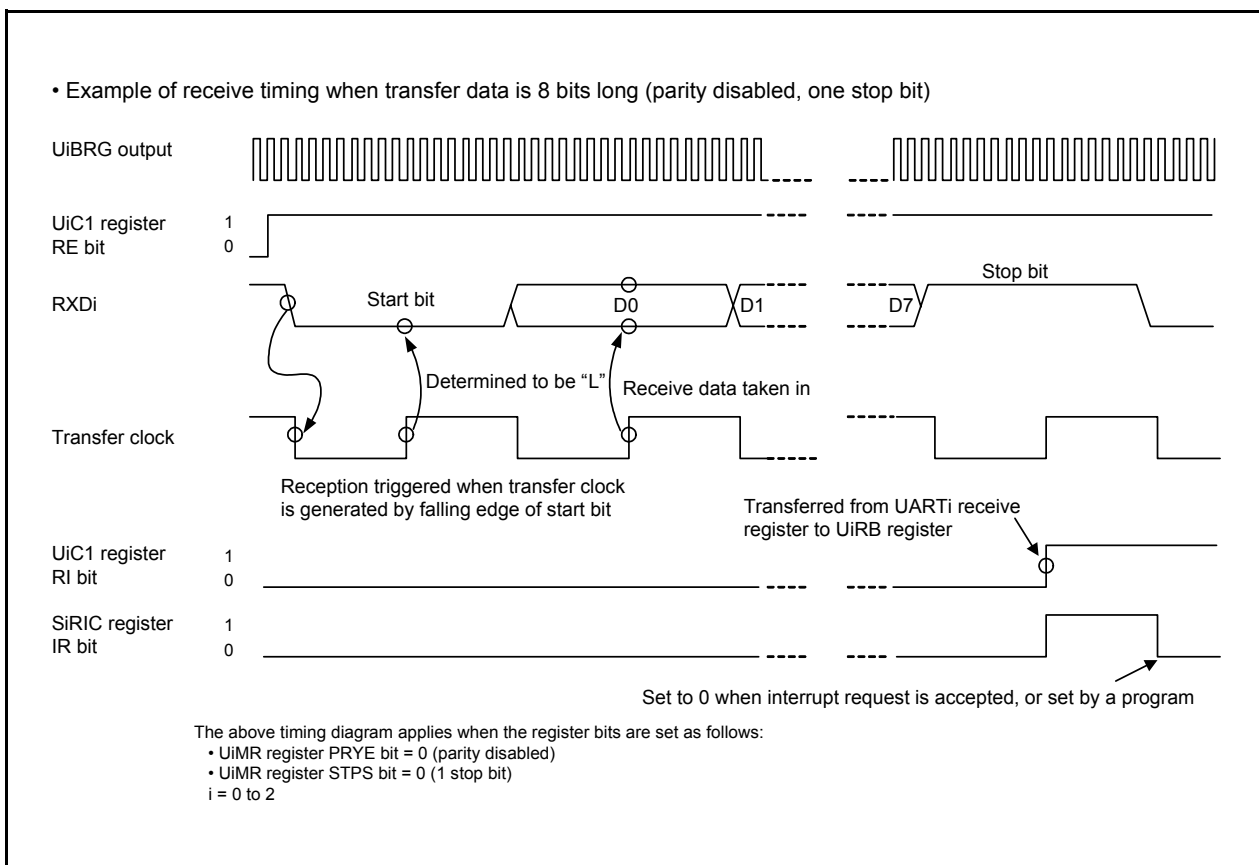 • Example of receive timing when transfer data is 8 bits long (parity disabled, one stop bit)
UiBRG output
UiC1 register
RE bit
1
0
RXDi
Start bit
D0
D1
D7
Stop bit
Determined to be “L”
Receive data taken in
Transfer clock
Reception triggered when transfer clock
is generated by falling edge of start bit
Transferred from UARTi receive
register to UiRB register
UiC1 register
RI bit
1
0
SiRIC register
IR bit
1
0
Set to 0 when interrupt request is accepted, or set by a program
The above timing diagram applies when the register bits are set as follows:
• UiMR register PRYE bit = 0 (parity disabled)
• UiMR register STPS bit = 0 (1 stop bit)
i = 0 to 2